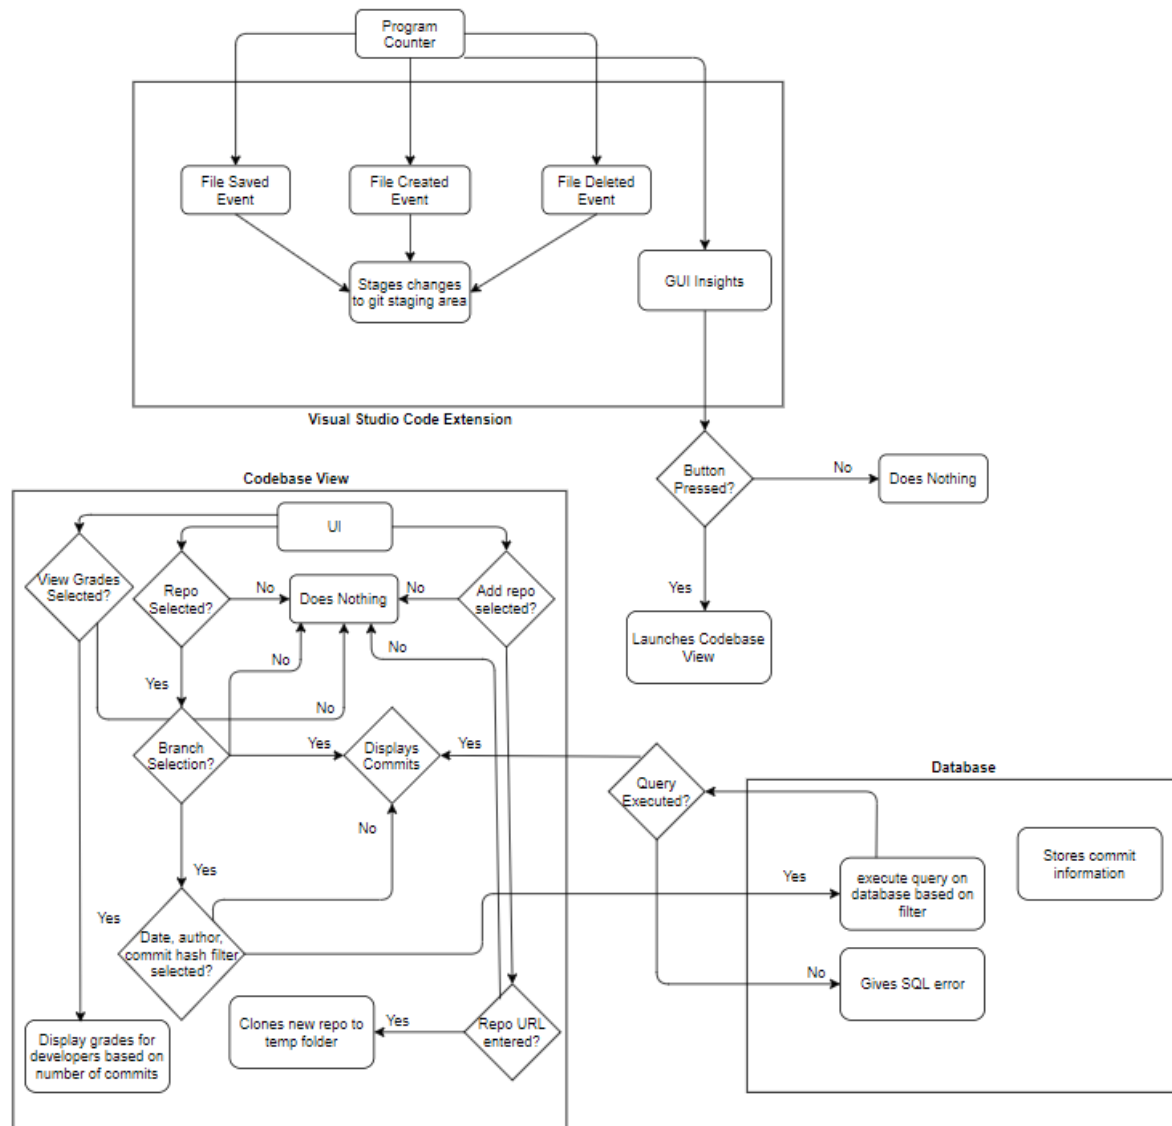 Program
Counter
File Saved
Event
File Created
Event
File Deleted
Event
Stages changes
to git staging area
GUI Insights
Visual Studio Code Extension
Button
Pressed?
No
Does Nothing
Yes
Launches Codebase
View
Codebase View
UI
View Grades
Selected?
Repo
Selected?
No
Does Nothing
No
Add repo
selected?
No
Yes
No
Branch
Selection?
Yes
Displays
Commits
Yes
Query
Executed?
Database
No
Yes
Stores commit
information
Yes
execute query on
database based on
filter
Yes
Date, author,
commit hash filter
selected?
No
Gives SQL error
Clones new repo to
temp folder
Yes
Repo URL
entered?
Display grades for
developers based on
number of commits